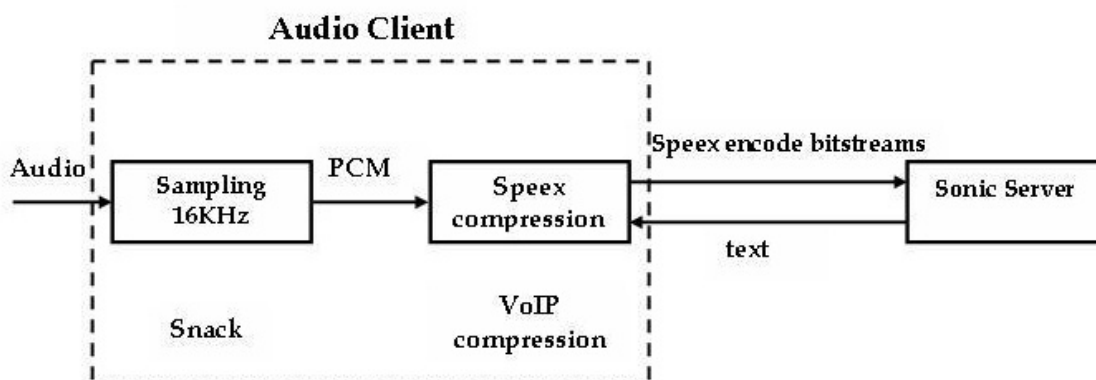 Audio Client
Audio
Sampling
16KHz
PCM
Speex
compression
Speex encode bitstreams
Sonic Server
text
Snack
VoIP
compression